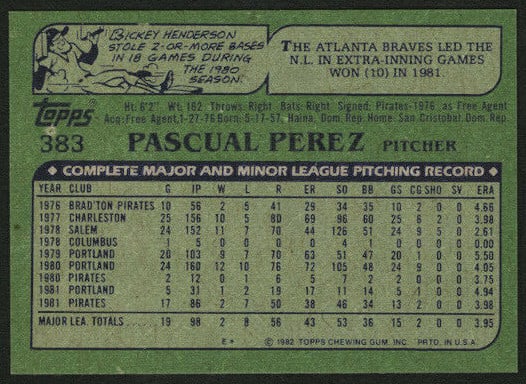 RICKEY HENDERSON
STOLE 2-OR-MORE BASES
IN 18 GAMES DURING
THE 1980
SEASON.
THE ATLANTA BRAVES LED THE
N.L. IN EXTRA-INNING GAMES
WON (10) IN 1981.
TOPPS
383
Ht: 6'2" Wt: 162 Throws: Right Bats: Right Signed: Pirates-1976 as Free Agent
Acq: Free Agent,1-27-76 Born: 5-17-57, Haina, Dom. Rep. Home: San Cristobal, Dom. Rep.
PASCUAL PEREZ PITCHER
◆ COMPLETE MAJOR AND MINOR LEAGUE PITCHING RECORD ◆
YEAR CLUB G IP W L R ER SO BB GS CG SHO SV ERA
1976 BRAD'TON PIRATES 10 56 2 5 41 29 34 35 10 2 0 0 4.66
1977 CHARLESTON 25 156 10 5 80 69 96 60 25 6 2 0 3.98
1978 SALEM 24 152 11 7 70 44 126 51 24 9 5 0 2.61
1978 COLUMBUS 1 5 0 0 0 0 0 0 0 0 0 0 0.00
1979 PORTLAND 20 103 9 7 70 63 51 47 20 1 0 0 5.50
1980 PORTLAND 24 160 12 10 76 72 105 48 24 9 0 0 4.05
1980 PIRATES 2 12 0 1 6 5 7 2 2 0 0 0 3.75
1981 PORTLAND 5 31 1 2 19 17 5 1 0 0 4.94
1981 PIRATES 17 86 2 7 50 38 46 34 13 2 0 0 3.98
MAJOR LEA. TOTALS 19 98 2 8 56 43 53 36 15 2 0 0 3.95
E* © 1982 TOPPS CHEWING GUM, INC. PRTD. IN U.S.A.